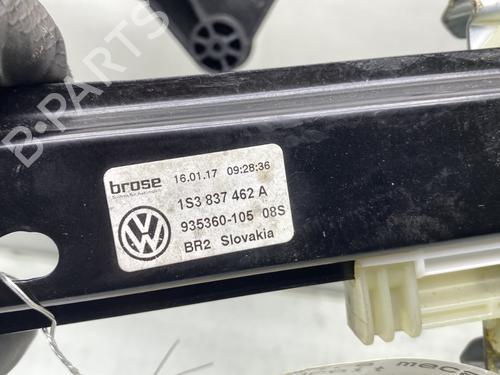 B-PARTS
brose 16.01.17 09:28:36
1S3 837 462 A
935360-105 08S
BR2 Slovakia